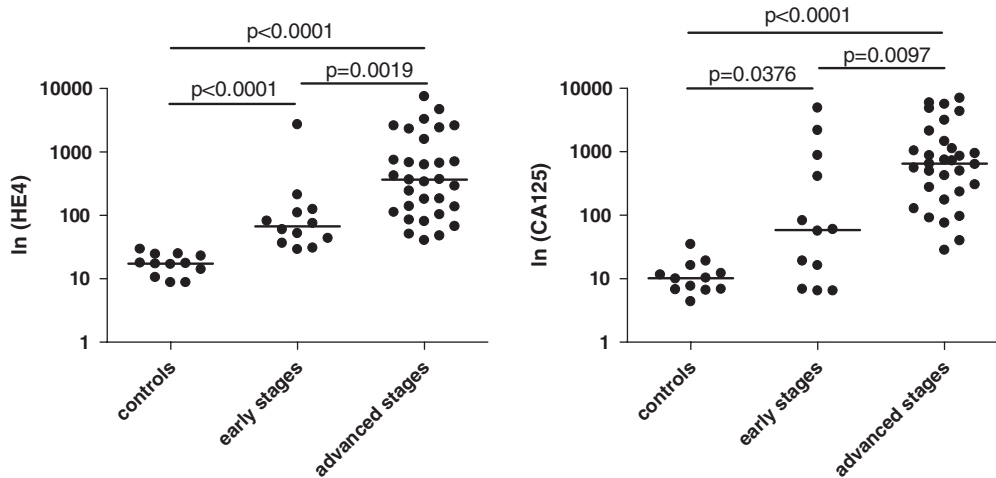 p<0.0001
p=0.0019
p<0.0001
10000
1000
100
10
1
ln (HE4)
controls
early stages
advanced stages
p<0.0001
p=0.0097
p=0.0376
10000
1000
100
10
1
ln (CA125)
controls
early stages
advanced stages